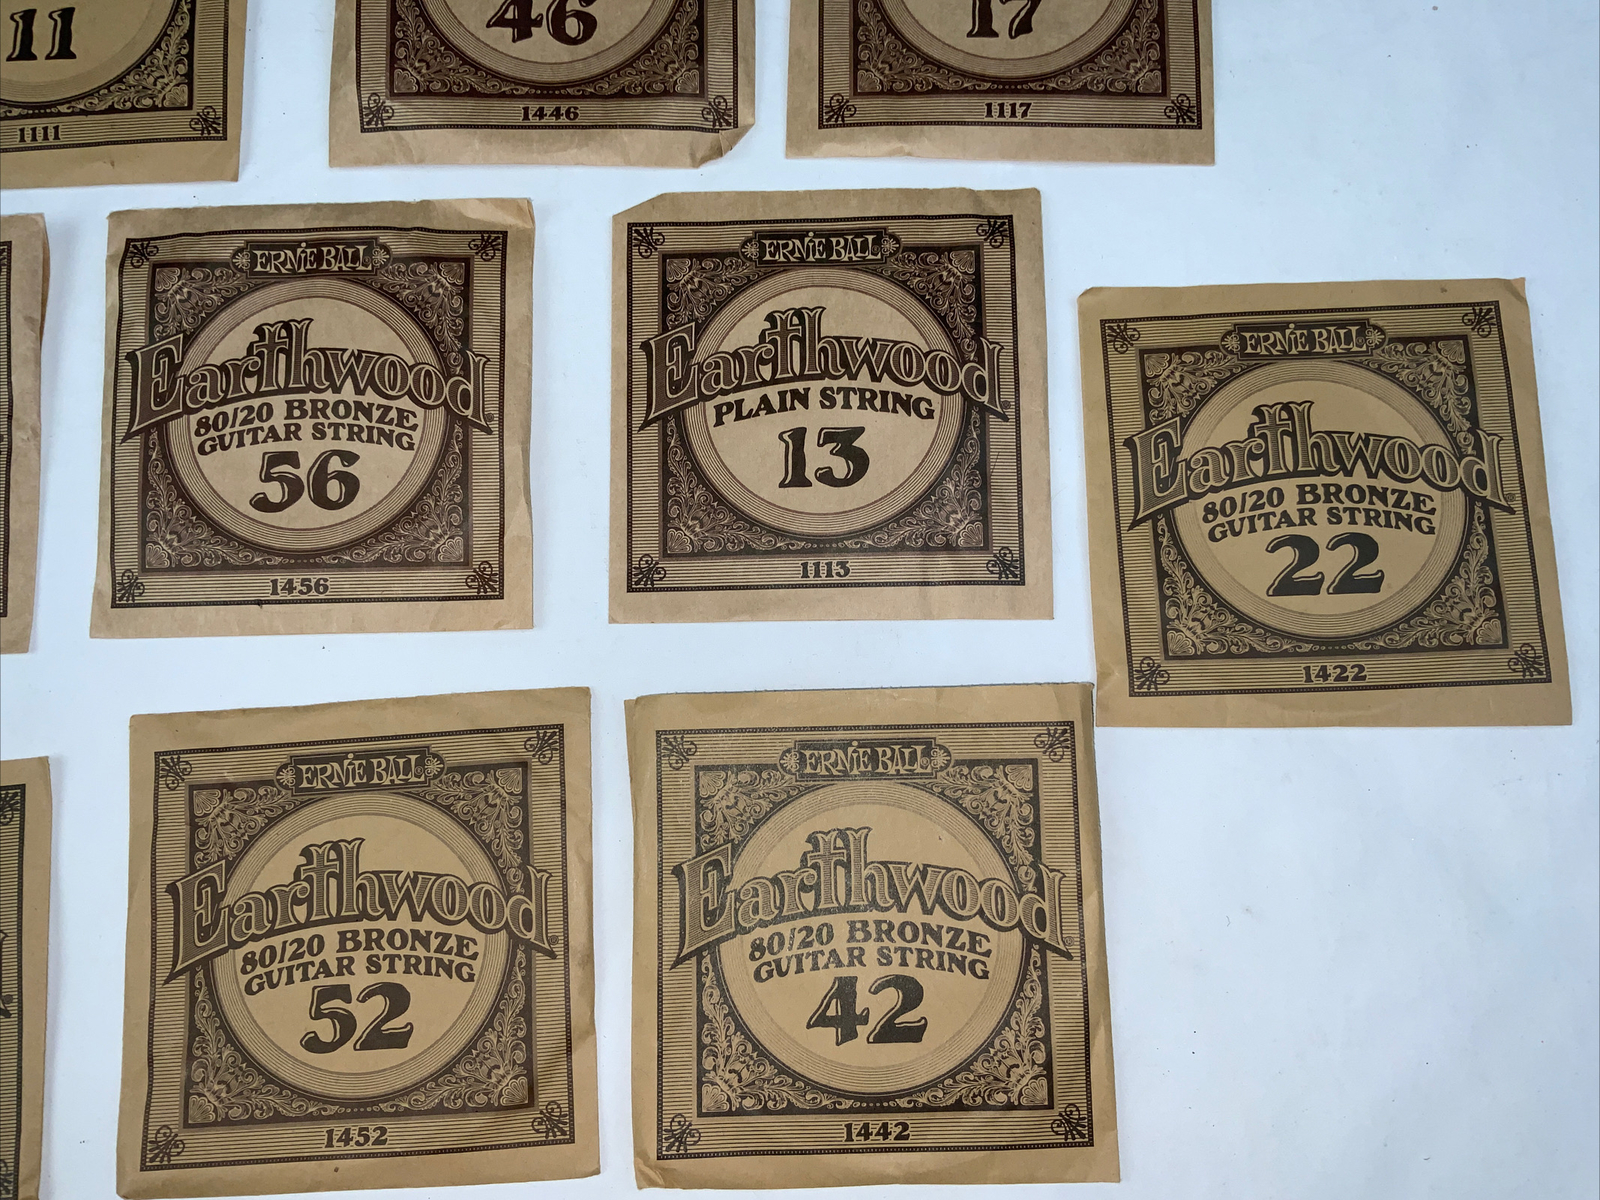 11
1111
46
1446
17
1117
ERNIE BALL
Earthwood
80/20 BRONZE
GUITAR STRING
56
1456
ERNIE BALL
Earthwood
PLAIN STRING
13
1113
ERNIE BALL
Earthwood
80/20 BRONZE
GUITAR STRING
22
1422
ERNIE BALL
Earthwood
80/20 BRONZE
GUITAR STRING
52
1452
ERNIE BALL
Earthwood
80/20 BRONZE
GUITAR STRING
42
1442